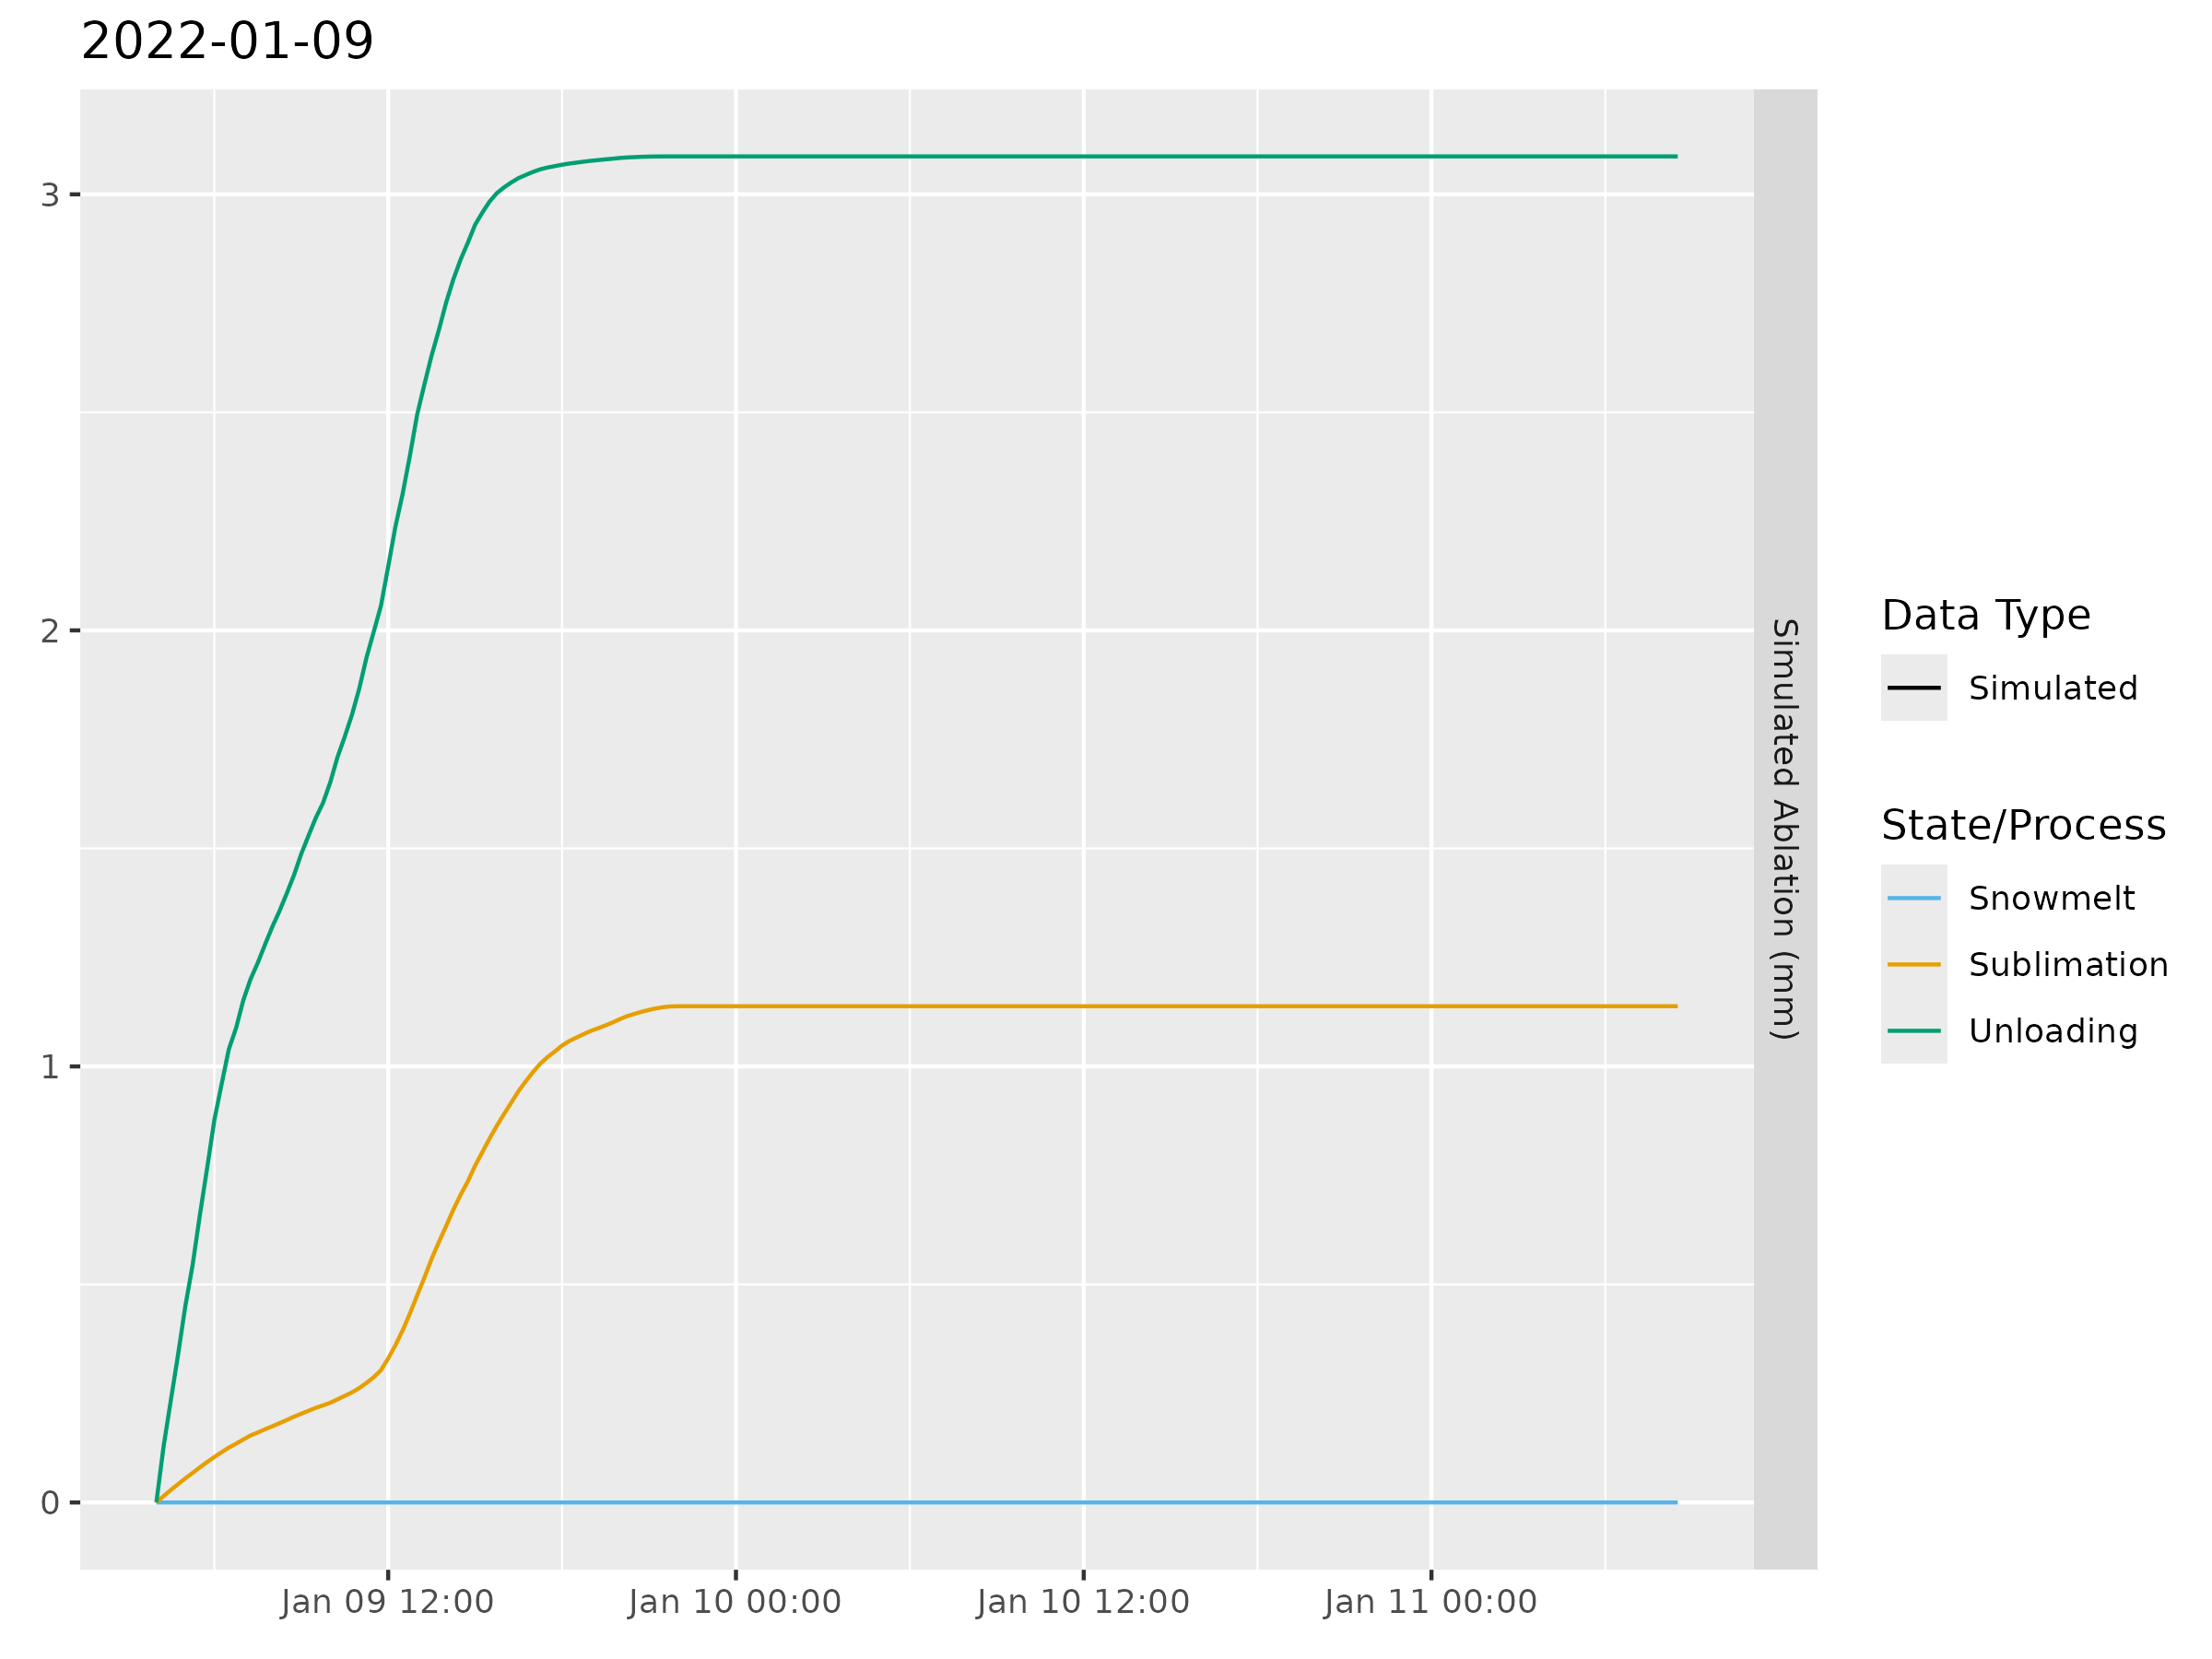 2022-01-09
3
2
1
0
Jan 09 12:00
Jan 10 00:00
Jan 10 12:00
Jan 11 00:00
Simulated Ablation (mm)
Data Type
Simulated
State/Process
Snowmelt
Sublimation
Unloading